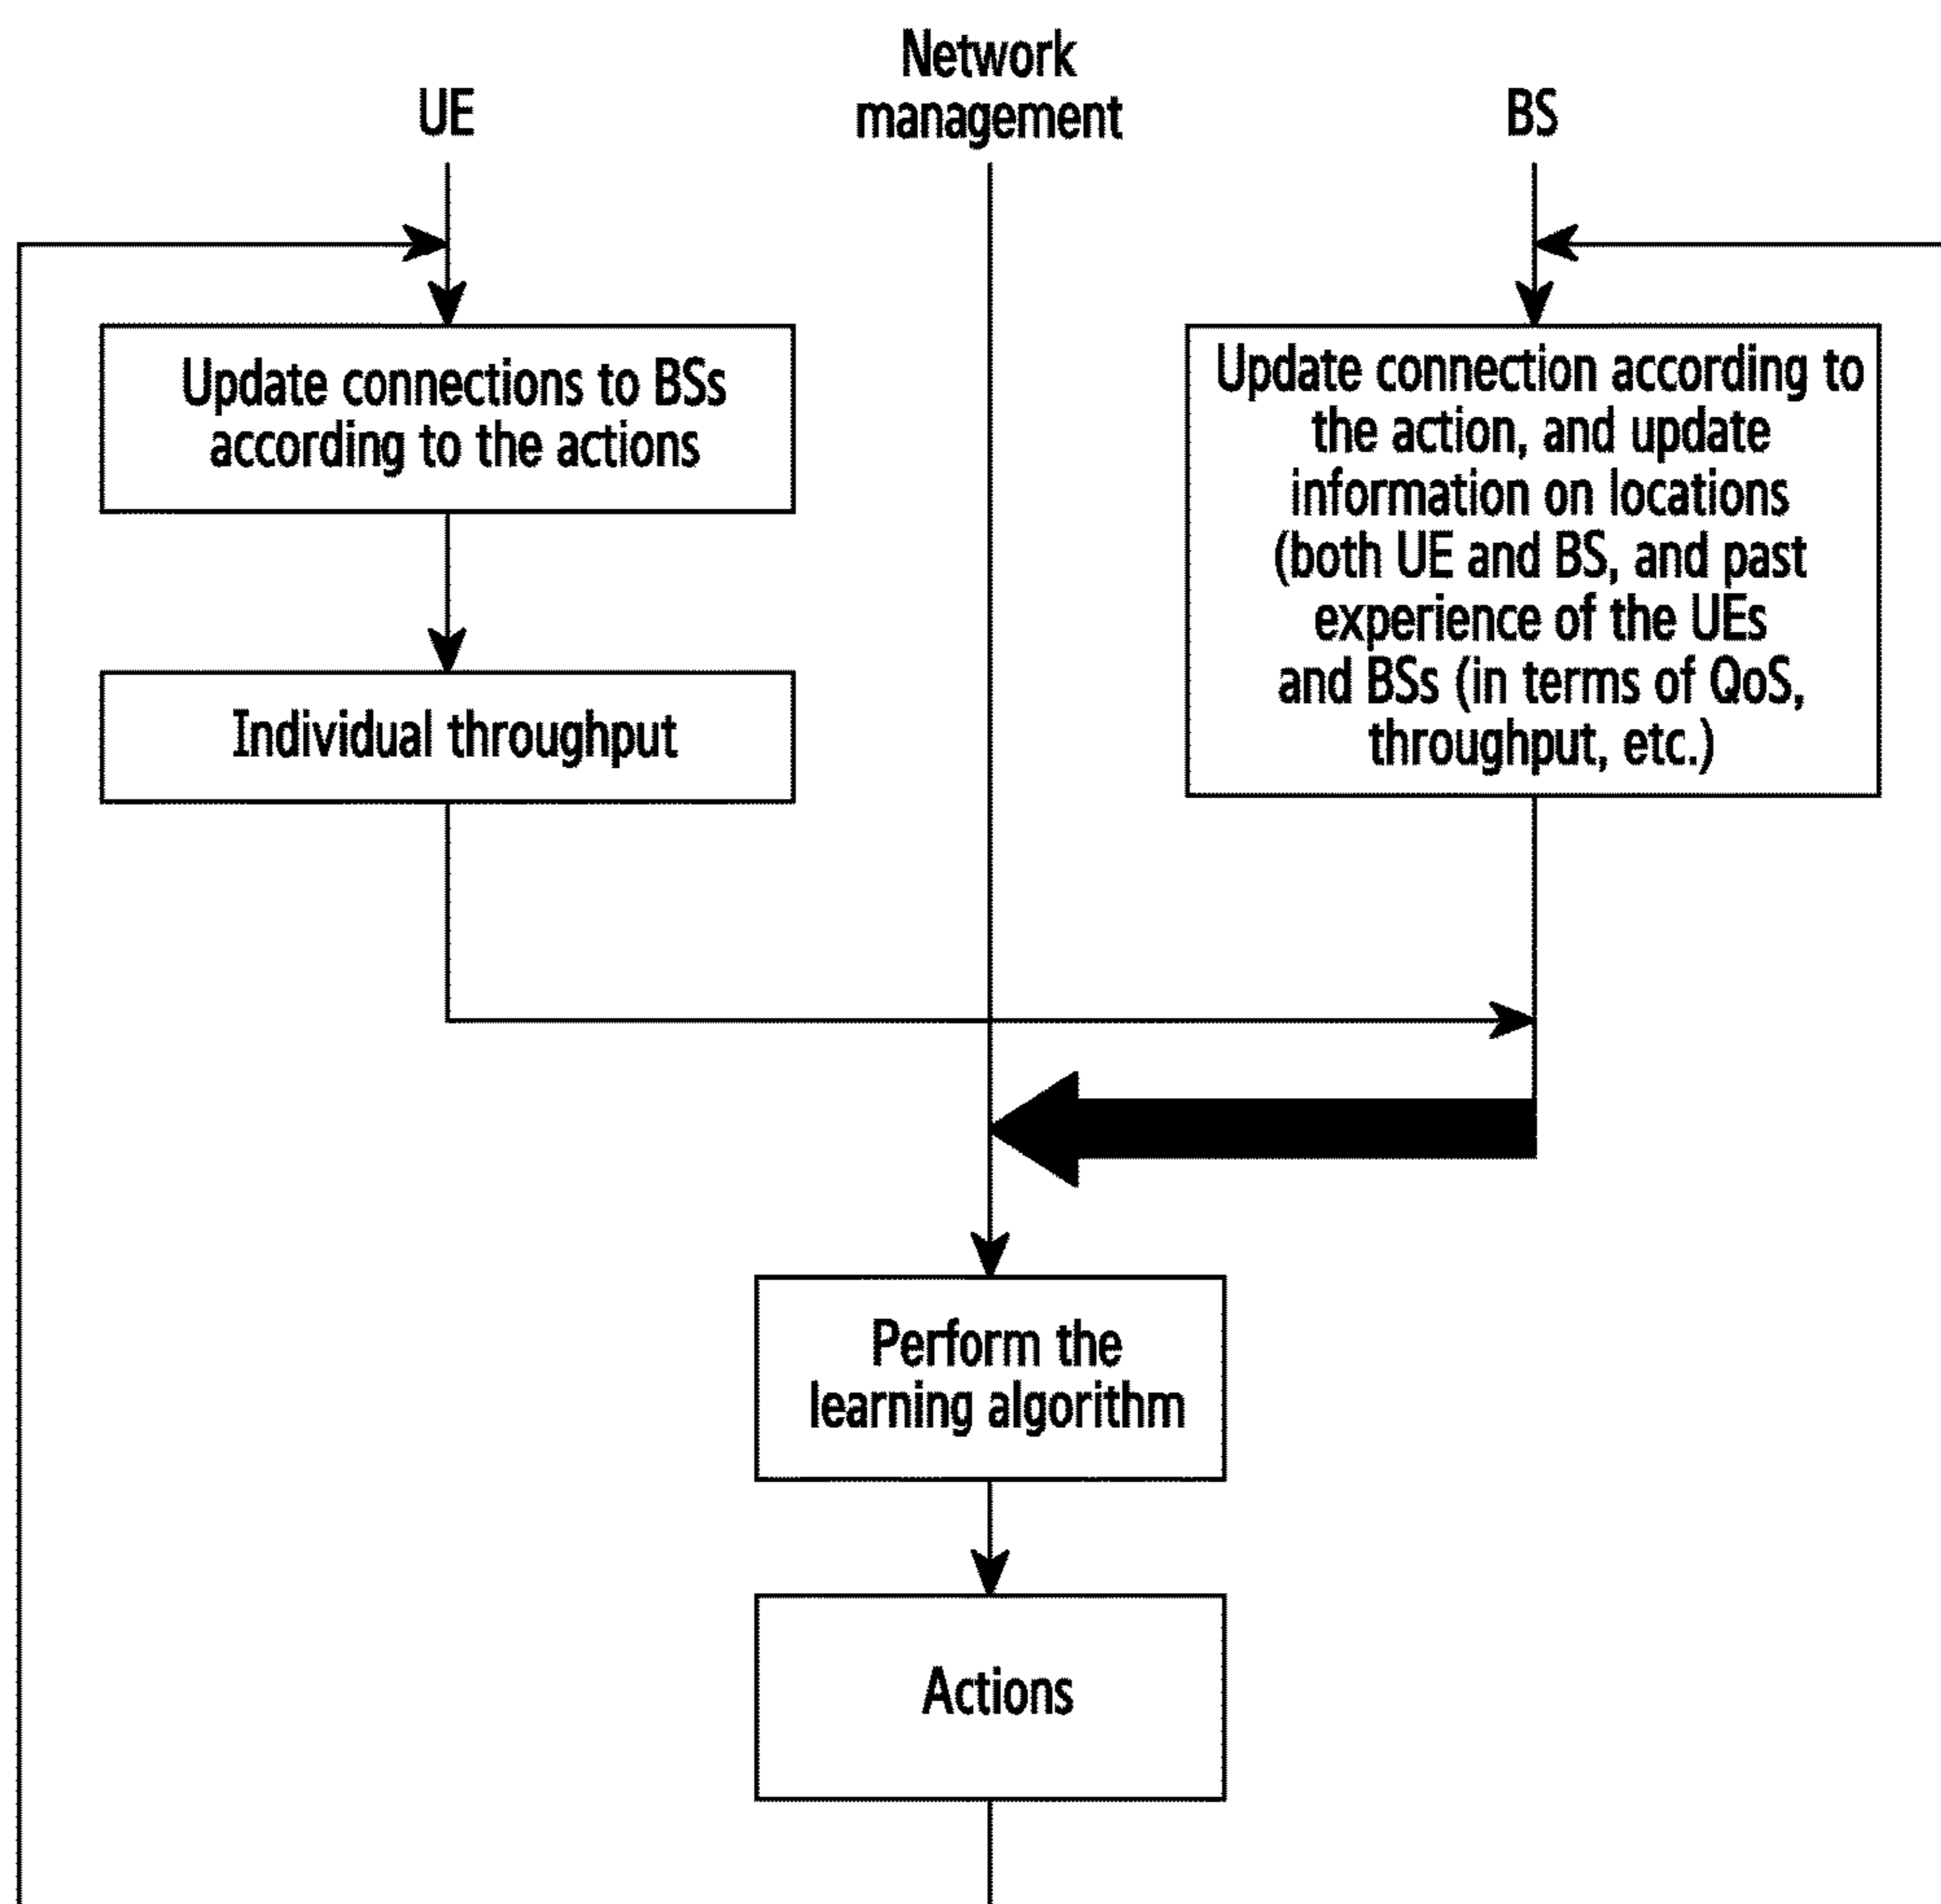 UE
Network
management
BS
Update connections to BSs
according to the actions
Individual throughput
Update connection according to
the action, and update
information on locations
(both UE and BS, and past
experience of the UEs
and BSs (in terms of QoS,
throughput, etc.)
Perform the
learning algorithm
Actions